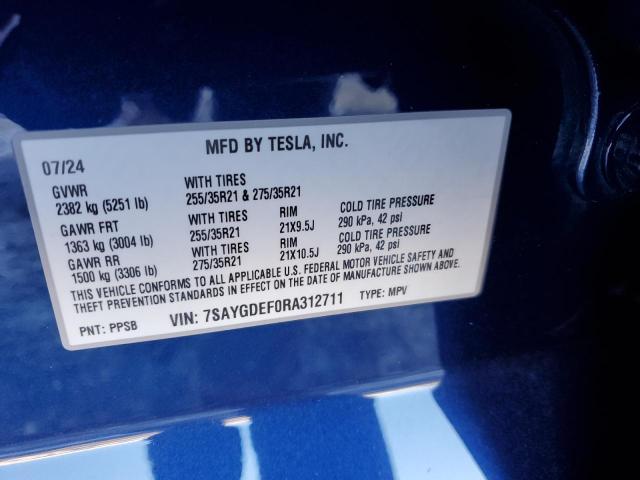 MFD BY TESLA, INC.
07/24
GVWR WITH TIRES
2382 kg (5251 lb) 255/35R21 & 275/35R21
GAWR FRT WITH TIRES RIM COLD TIRE PRESSURE
1363 kg (3004 lb) 255/35R21 21X9.5J 290 kPa, 42 psi
GAWR RR WITH TIRES RIM COLD TIRE PRESSURE
1500 kg (3306 lb) 275/35R21 21X10.5J 290 kPa, 42 psi
THIS VEHICLE CONFORMS TO ALL APPLICABLE U.S. FEDERAL MOTOR VEHICLE SAFETY AND
THEFT PREVENTION STANDARDS IN EFFECT ON THE DATE OF MANUFACTURE SHOWN ABOVE.
PNT: PPSB VIN: 7SAYGDEF0RA312711 TYPE: MPV